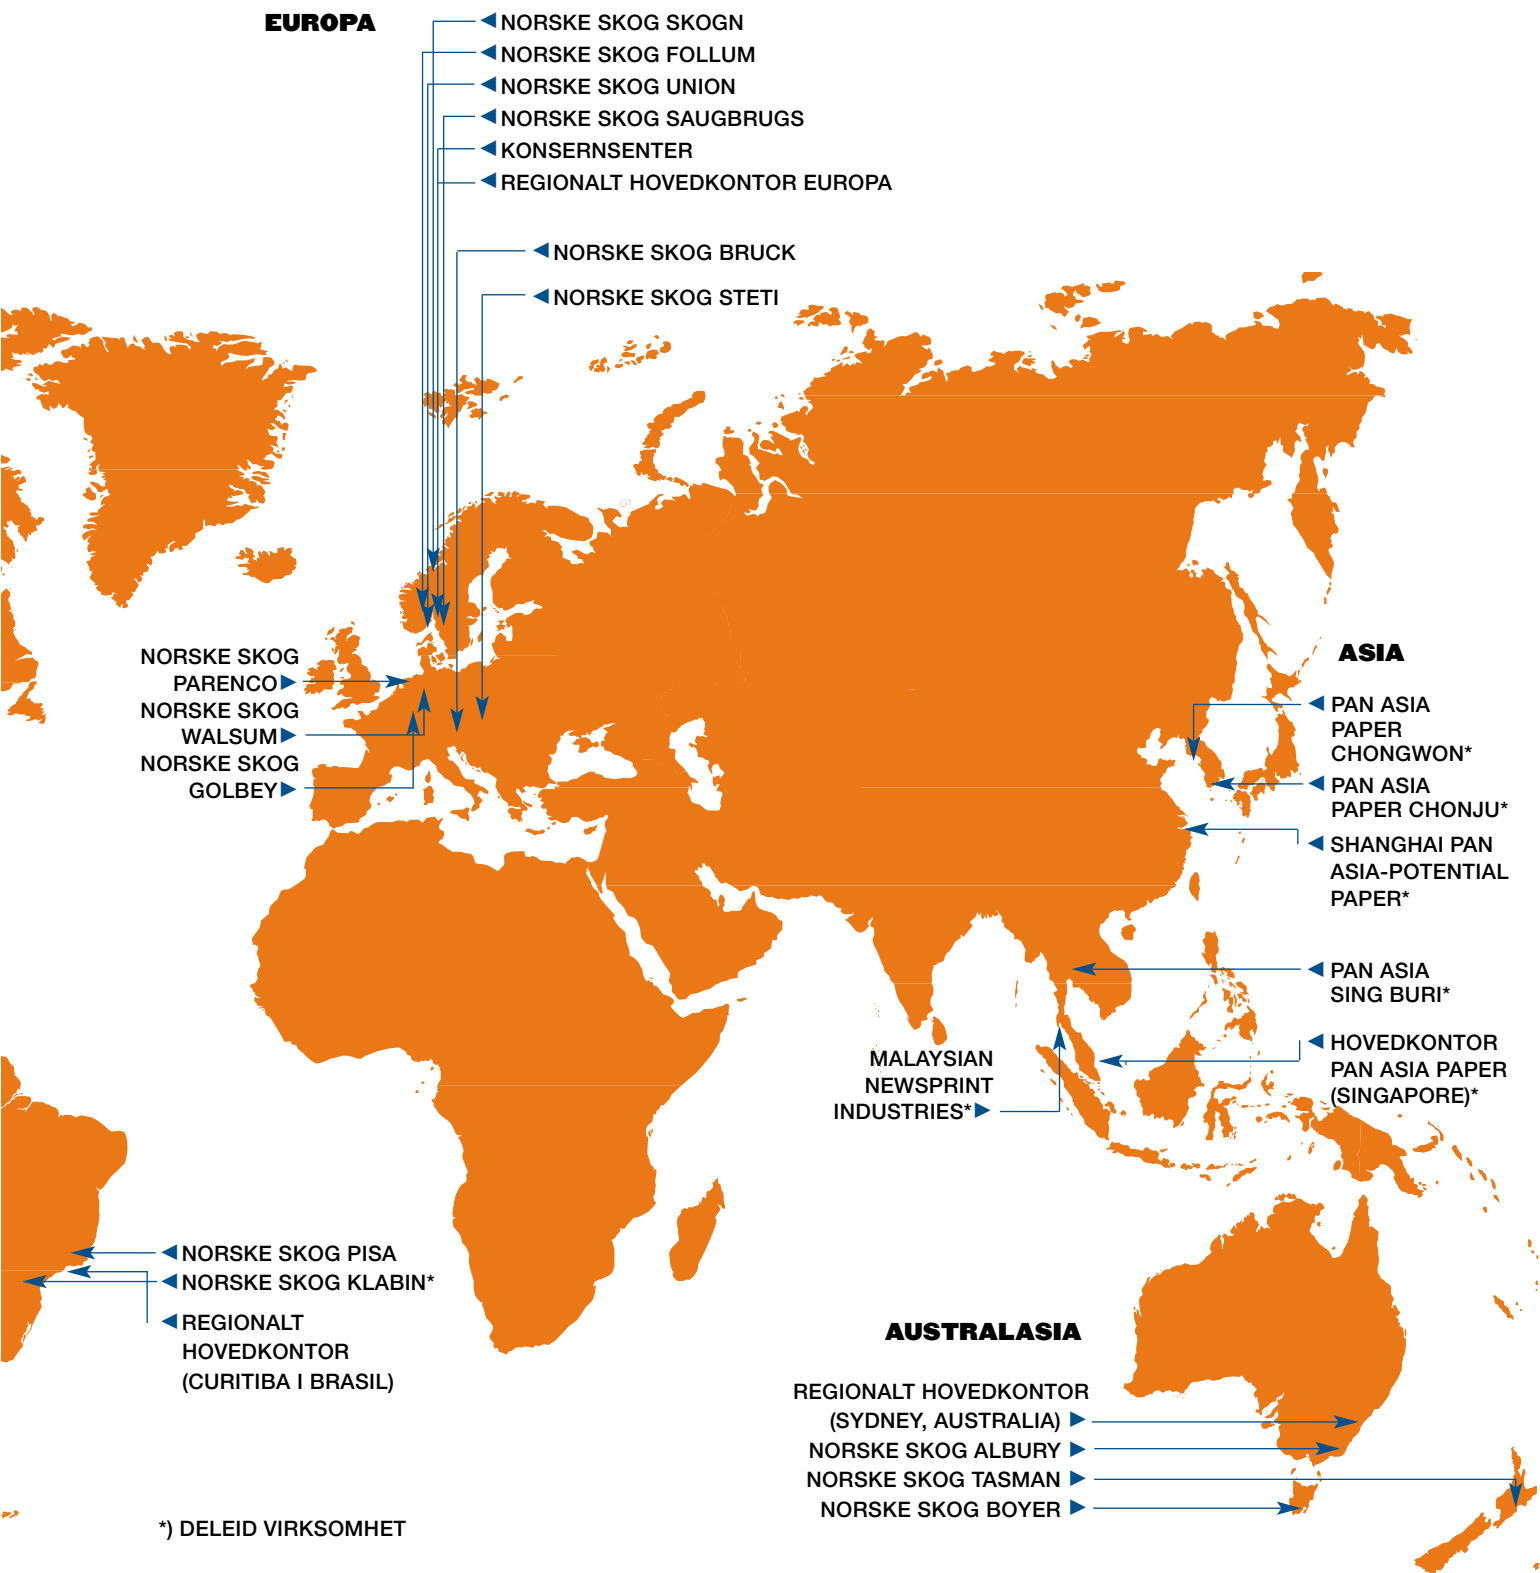 EUROPA
NORSKE SKOG SKOGN
NORSKE SKOG FOLLUM
NORSKE SKOG UNION
NORSKE SKOG SAUGBRUGS
KONSERNSENTER
REGIONALT HOVEDKONTOR EUROPA
NORSKE SKOG BRUCK
NORSKE SKOG STETI
NORSKE SKOG
PARENCO
NORSKE SKOG
WALSUM
NORSKE SKOG
GOLBEY
ASIA
PAN ASIA
PAPER
CHONGWON*
PAN ASIA
PAPER CHONJU*
SHANGHAI PAN
ASIA-POTENTIAL
PAPER*
PAN ASIA
SING BURI*
HOVEDKONTOR
PAN ASIA PAPER
(SINGAPORE)*
MALAYSIAN
NEWSPRINT
INDUSTRIES*
NORSKE SKOG PISA
NORSKE SKOG KLABIN*
REGIONALT
HOVEDKONTOR
(CURITIBA I BRASIL)
AUSTRALASIA
REGIONALT HOVEDKONTOR
(SYDNEY, AUSTRALIA)
NORSKE SKOG ALBURY
NORSKE SKOG TASMAN
NORSKE SKOG BOYER
*) DELEID VIRKSOMHET